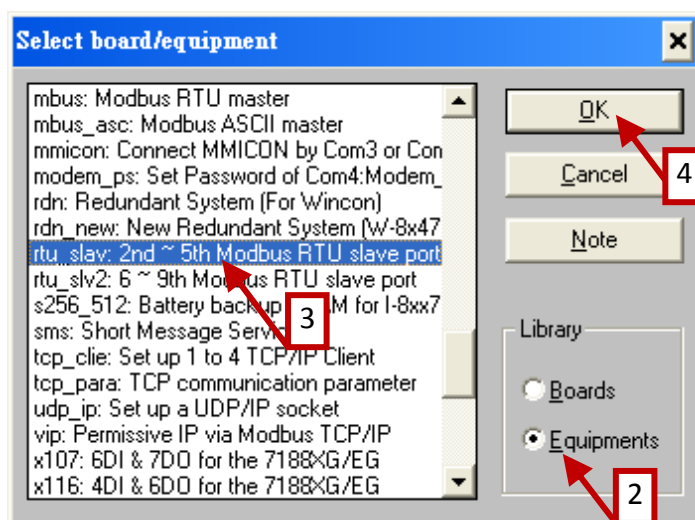 Select board/equipment
mbus: Modbus RTU master
mbus_asc: Modbus ASCII master
mmicon: Connect MMICON by Com3 or Con
modem_ps: Set Password of Com4:Modem_
rdn: Redundant System (For Wincon)
rdn_new: New Redundant System (W-8x47
rtu_slav: 2nd ~ 5th Modbus RTU slave port
rtu_slv2: 6 ~ 9th Modbus RTU slave port
s256_512: Battery backup M for I-8xx7
sms: Short Message
tcp_clie: Set up 1 to 4 TCP/IP Client
tcp_para: TCP communication parameter
udp_ip: Set up a UDP/IP socket
vip: Permissive IP via Modbus TCP/IP
x107: 6DI & 7DO for the 7188XG/EG
x116: 4DI & 6DO for the 7188XG/EG
3
OK
4
Cancel
Note
Library
Boards
Equipments
2